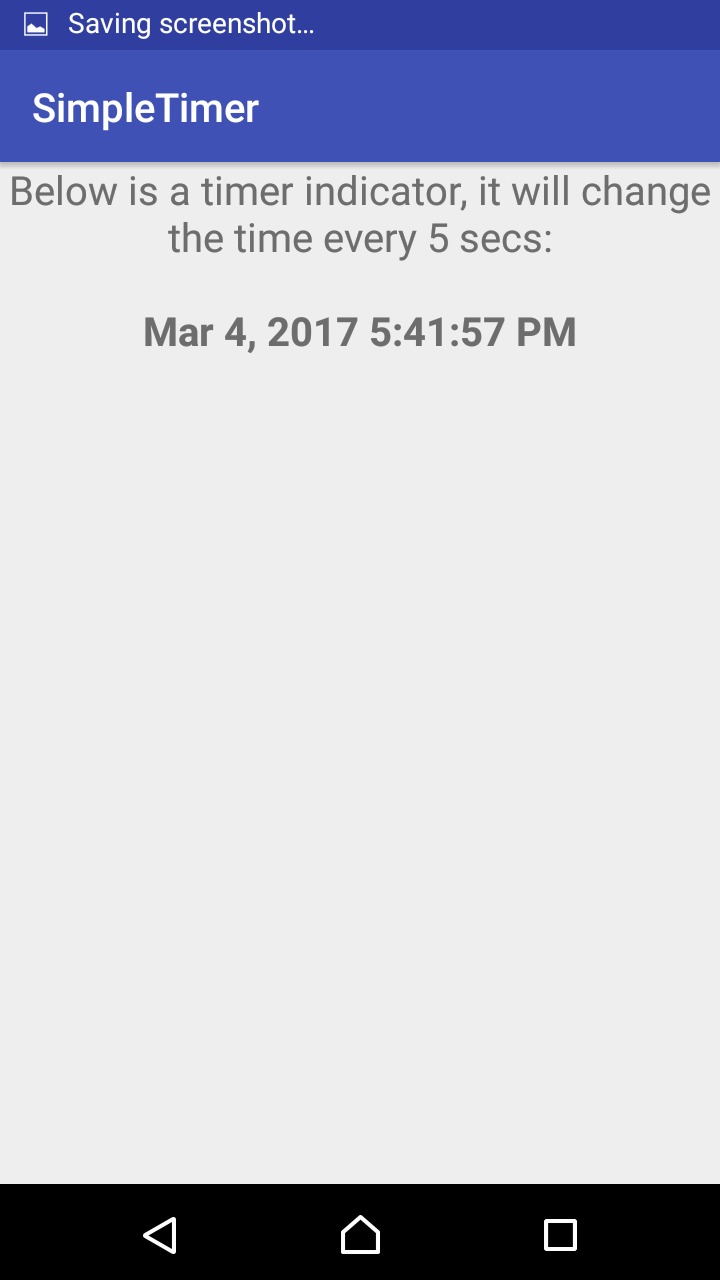 Saving screenshot...
SimpleTimer
Below is a timer indicator, it will change
the time every 5 secs:
Mar 4, 2017 5:41:57 PM